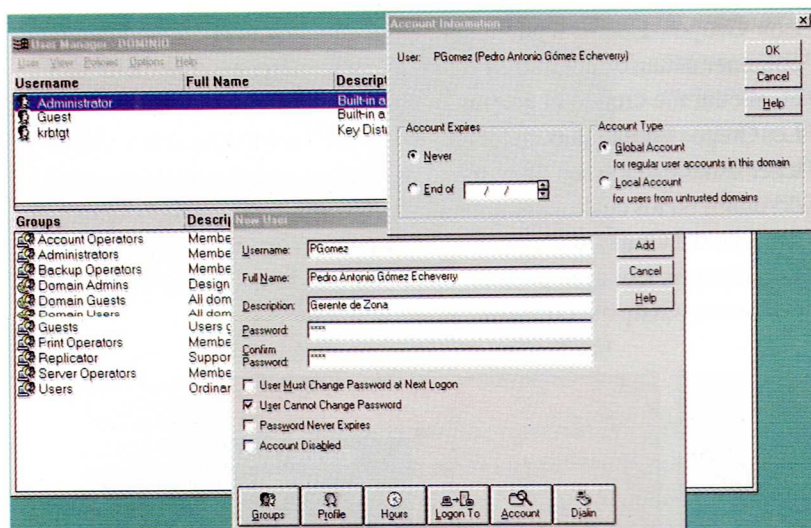 User Manager - DOMINIO
User View Policies Options Help
Username Full Name Descript
Administrator Built-in a
Guest Built-in a
krbtgt Key Distr
Groups Descrip
Account Operators Membe
Administrators Membe
Backup Operators Membe
Domain Admins Design
Domain Guests All dom
Domain Users All dom
Guests Users g
Print Operators Membe
Replicator Suppor
Server Operators Membe
Users Ordinar
Account Information
User: PGomez (Pedro Antonio Gómez Echeverry)
OK
Cancel
Help
Account Expires
Never
End of / /
Account Type
Global Account
for regular user accounts in this domain
Local Account
for users from untrusted domains
New User
Username: PGomez
Full Name: Pedro Antonio Gómez Echeverry
Description: Gerente de Zona
Password: ****
Confirm
Password: ****
Add
Cancel
Help
User Must Change Password at Next Logon
User Cannot Change Password
Password Never Expires
Account Disabled
Groups Profile Hours Logon To Account Dialin